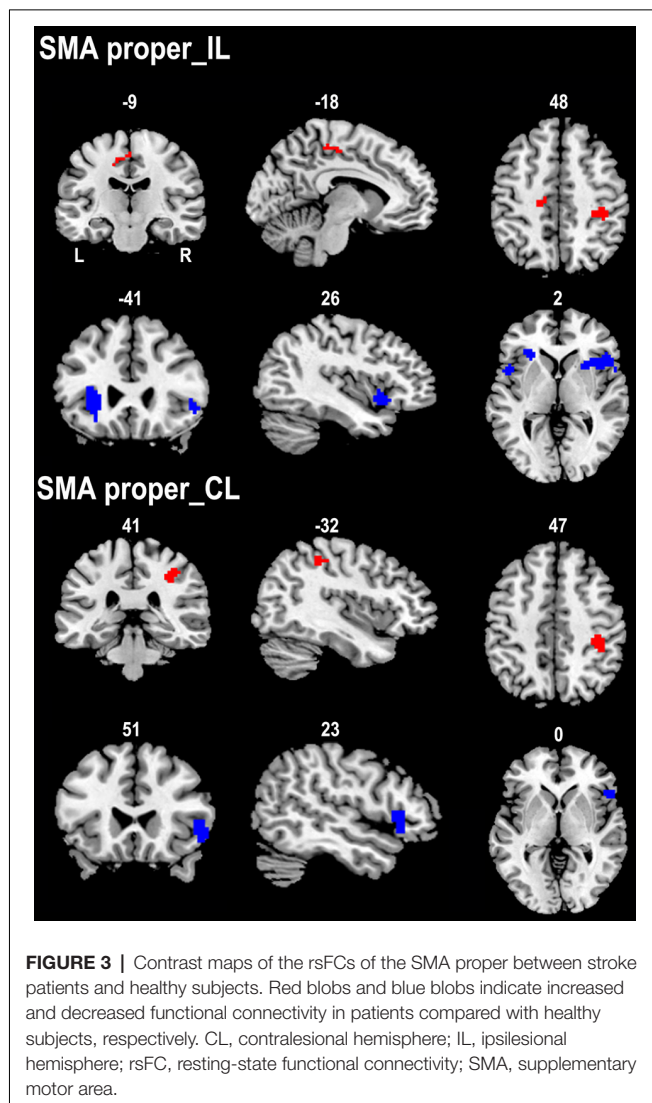 SMA proper_IL
-9 -18 48
L R
-41 26 2
SMA proper_CL
41 -32 47
51 23 0
FIGURE 3 | Contrast maps of the rsFCs of the SMA proper between stroke
patients and healthy subjects. Red blobs and blue blobs indicate increased
and decreased functional connectivity in patients compared with healthy
subjects, respectively. CL, contralesional hemisphere; IL, ipsilesional
hemisphere; rsFC, resting-state functional connectivity; SMA, supplementary
motor area.